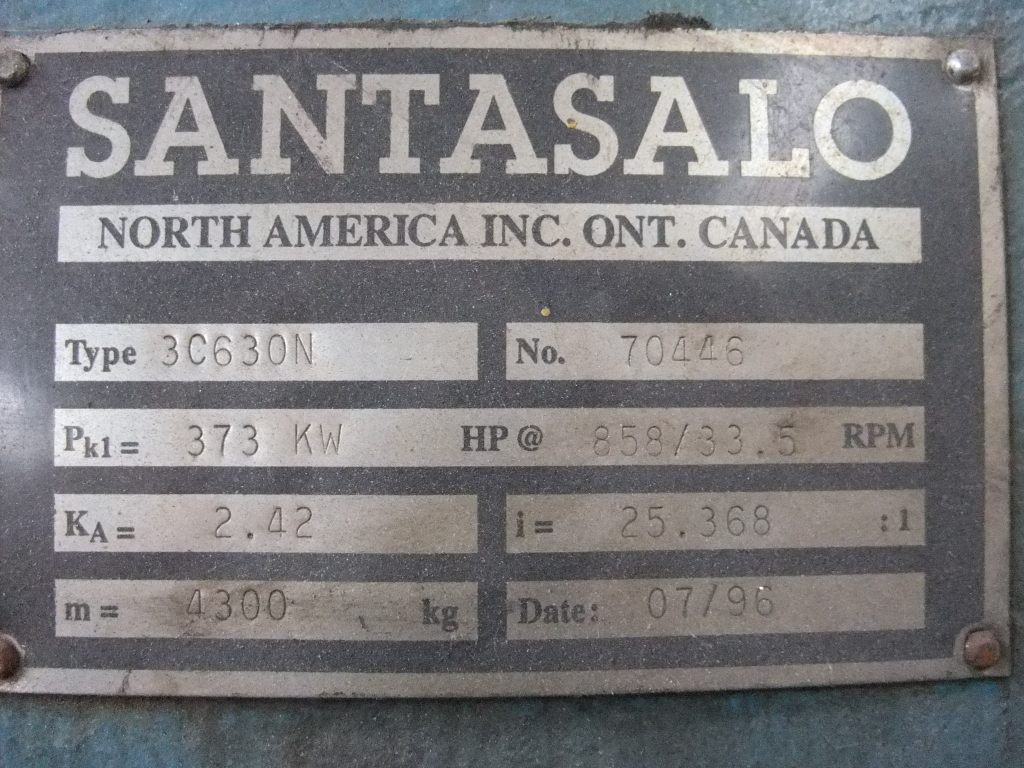 SANTASALO
NORTH AMERICA INC. ONT. CANADA
Type 3C630N No. 70446
Pk1= 373 KW HP @ 858/33.5 RPM
KA= 2.42 i= 25.368 :1
m= 4300 kg Date: 07/96